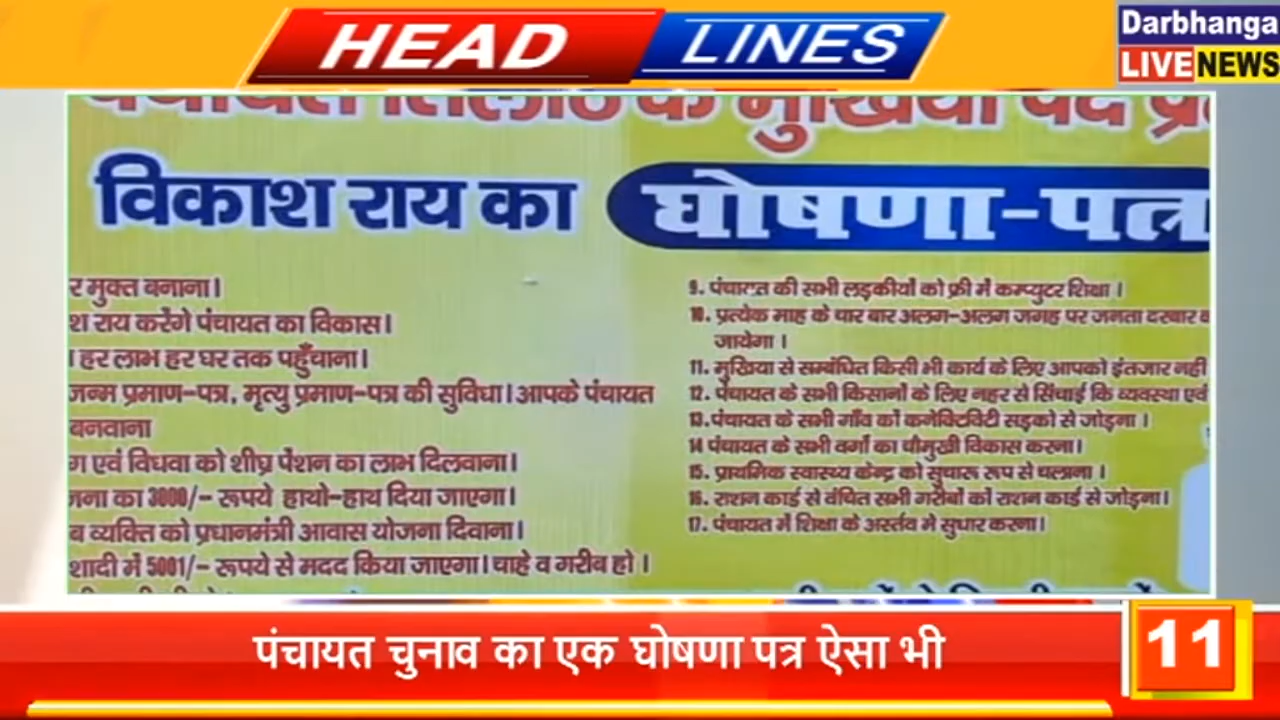 HEAD LINES
Darbhanga
LIVE NEWS
के मुखिया पद
विकाश राय का घोषणा-पत्र
र मुक्त बनाना।
श राय करेंगे पंचायत का विकास।
। हर लाभ हर घर तक पहुँचाना।
जन्म प्रमाण-पत्र, मृत्यु प्रमाण-पत्र की सुविधा। आपके पंचायत
बनवाना
ग एवं विधवा को शीघ्र पेंशन का लाभ दिलवाना।
जना का 3000/- रूपये हाथो-हाथ दिया जाएगा।
ब व्यक्ति को प्रधानमंत्री आवास योजना दिवाना।
शादी में 5001/- रूपये से मदद किया जाएगा। चाहे व गरीब हो ।
9. पंचायत की सभी लड़कीयों को फ्री में कम्प्युटर शिक्षा ।
10. प्रत्येक माह के चार बार अलग-अलग जगह पर जनता दरबार
जायेगा ।
11. मुखिया से सम्बंधित किसी भी कार्य के लिए आपको इंतजार नही
12. पंचायत के सभी किसानों के लिए नहर से सिंचाई कि व्यवस्था एवं
13. पंचायत के सभी गाँव कों कनेक्टिविटी सड़को से जोड़ना ।
14 पंचायत के सभी वर्गो का चौमुखी विकास करना।
15. प्राथमिक स्वास्थ्य केन्द्र को सुचारू रूप से चलाना ।
16. राशन कार्ड से वंचित सभी गरीबों कों राशन कार्ड से जोड़ना।
17. पंचायत में शिक्षा के अस्तंव मे सुधार करना।
पंचायत चुनाव का एक घोषणा पत्र ऐसा भी
11